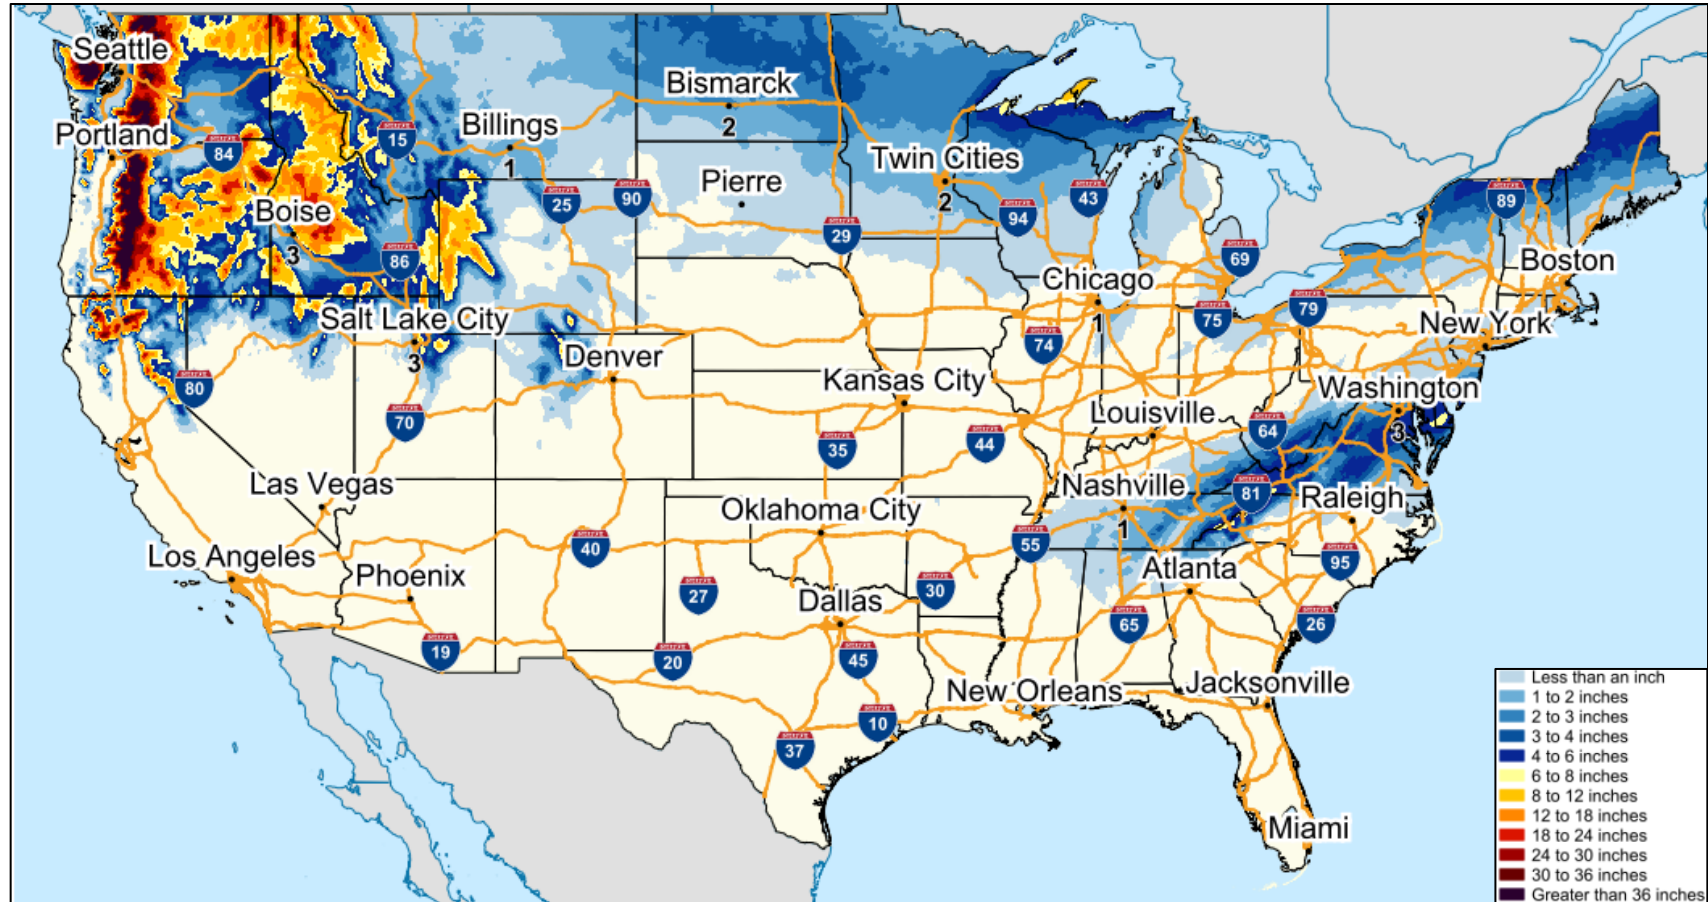 Seattle
Bismarck
Billings
Portland
15
84
1
2
Twin Cities
Pierre
2
25
90
94
43
89
Boise
3
29
86
69
Boston
Chicago
1
Salt Lake City
3
79
75
New York
74
Denver
80
Kansas City
Washington
3
70
Louisville
64
35
44
Las Vegas
Nashville
1
81
Raleigh
Oklahoma City
55
40
Los Angeles
Phoenix
27
30
Atlanta
95
Dallas
65
26
19
20
45
New Orleans
Jacksonville
10
37
Miami
Less than an inch
1 to 2 inches
2 to 3 inches
3 to 4 inches
4 to 6 inches
6 to 8 inches
8 to 12 inches
12 to 18 inches
18 to 24 inches
24 to 30 inches
30 to 36 inches
Greater than 36 inches